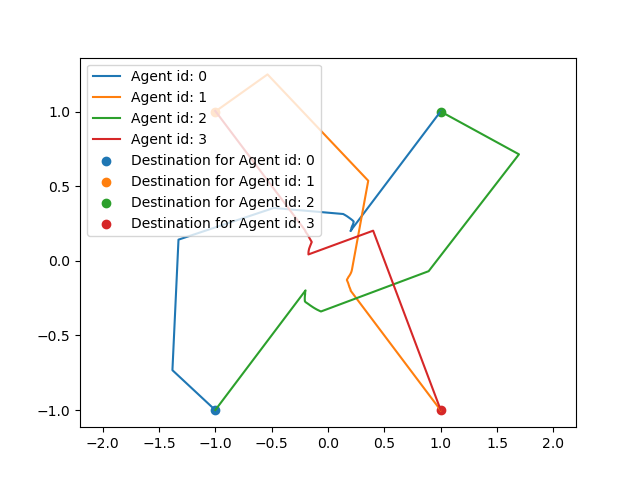 Agent id: 0
Agent id: 1
Agent id: 2
Agent id: 3
Destination for Agent id: 0
Destination for Agent id: 1
Destination for Agent id: 2
Destination for Agent id: 3
1.0
0.5
0.0
−0.5
−1.0
−2.0 −1.5 −1.0 −0.5 0.0 0.5 1.0 1.5 2.0